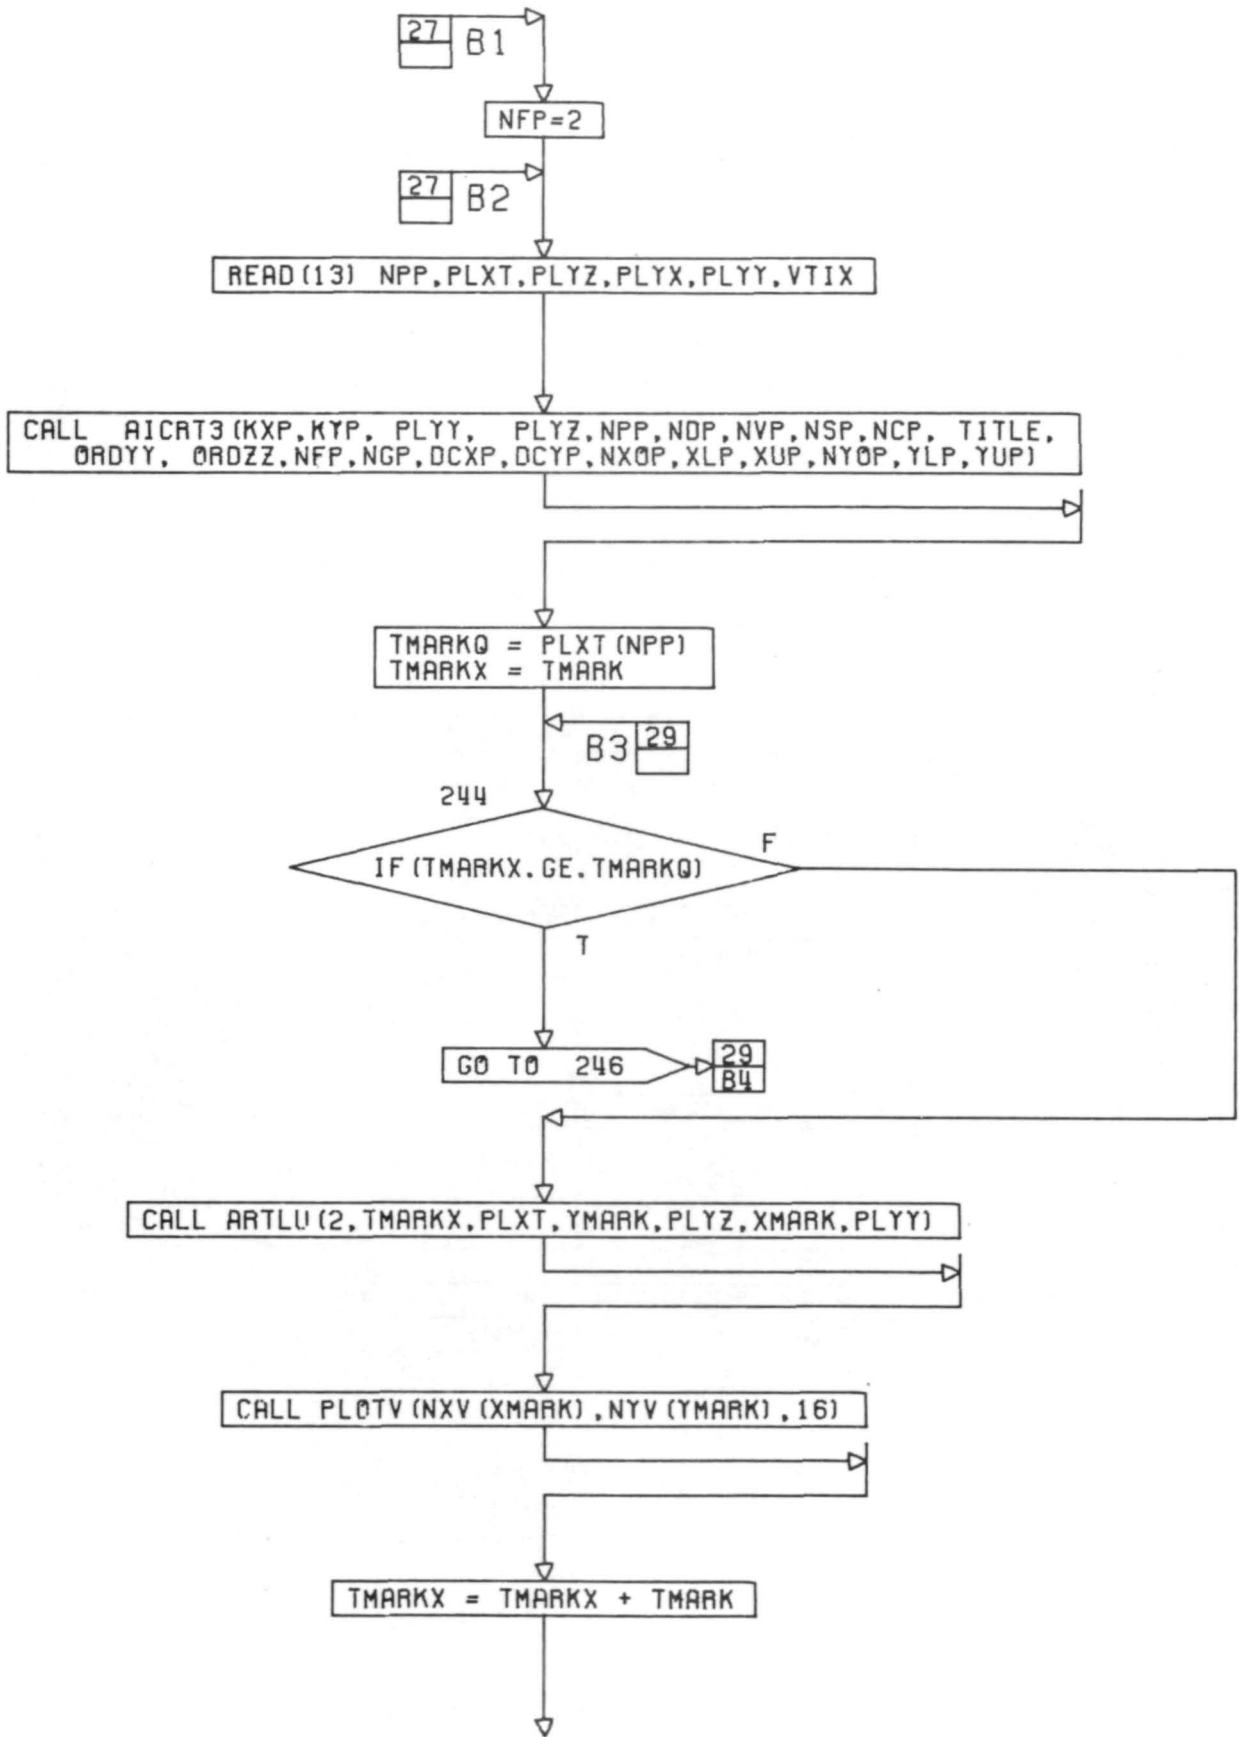 27 B1
NFP=2
27 B2
READ(13) NPP,PLXT,PLYZ,PLYX,PLYY,VTIX
CALL AICRT3(KXP,KYP, PLYY, PLYZ,NPP,NDP,NVP,NSP,NCP, TITLE,
ORDYY, ORDZZ,NFP,NGP,DCXP,DCYP,NXOP,XLP,XUP,NYOP,YLP,YUP)
TMARKQ = PLXT(NPP)
TMARKX = TMARK
B3 29
244
IF(TMARKX.GE.TMARKQ)
F
T
GO TO 246
29
B4
CALL ARTLU(2,TMARKX,PLXT,YMARK,PLYZ,XMARK,PLYY)
CALL PLOTV(NXV(XMARK),NYV(YMARK),16)
TMARKX = TMARKX + TMARK